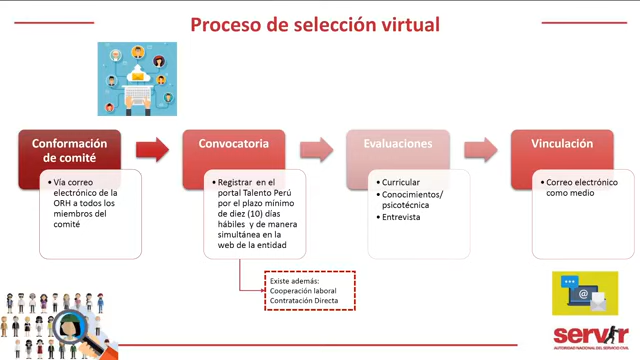 Proceso de selección virtual
Conformación
de comité
• Vía correo
electrónico de la
ORH a todos los
miembros del
comité
Convocatoria
• Registrar en el
portal Talento Perú
por el plazo mínimo
de diez (10) días
hábiles y de manera
simultánea en la
web de la entidad
Existe además:
Cooperación laboral
Contratación Directa
Evaluaciones
• Curricular
• Conocimientos/
psicotécnica
• Entrevista
Vinculación
• Correo electrónico
como medio
servir
AUTORIDAD NACIONAL DEL SERVICIO CIVIL